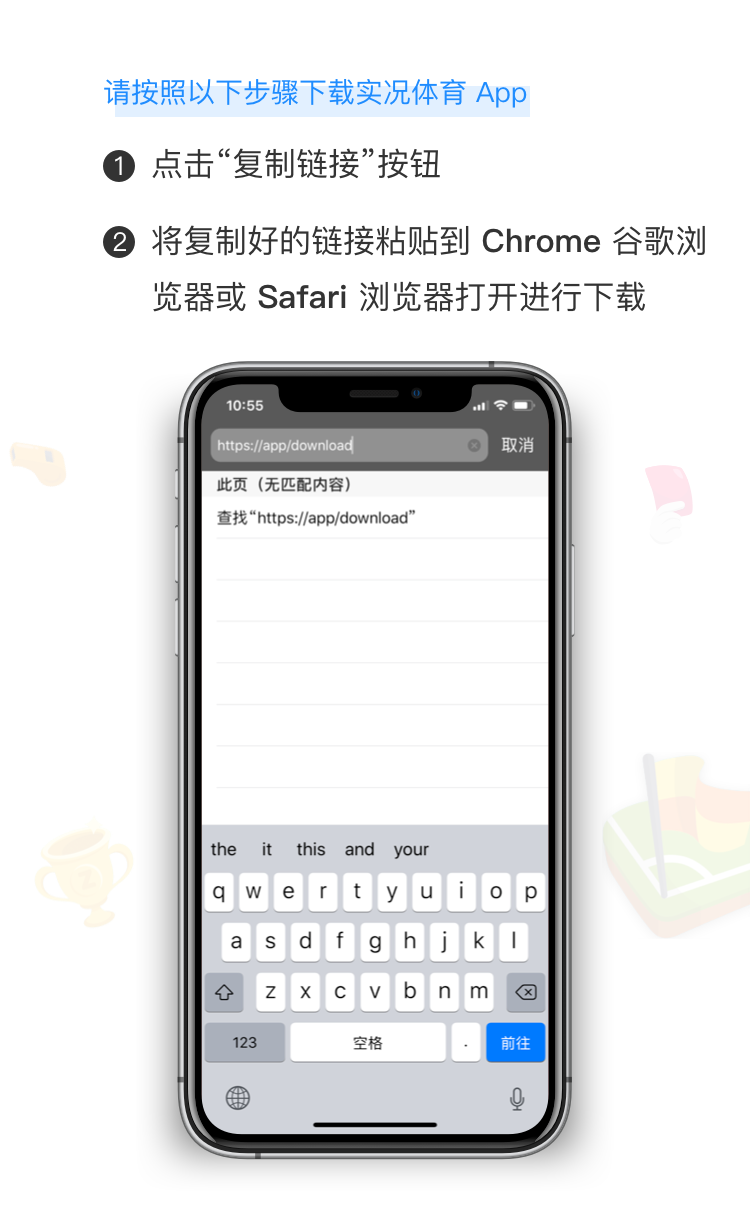 请按照以下步骤下载实况体育 App
1 点击“复制链接”按钮
2 将复制好的链接粘贴到 Chrome 谷歌浏
览器或 Safari 浏览器打开进行下载
10:55
https://app/download 取消
此页（无匹配内容）
查找“https://app/download”
the it this and your
q w e r t y u i o p
a s d f g h j k l
z x c v b n m
123 空格 . 前往